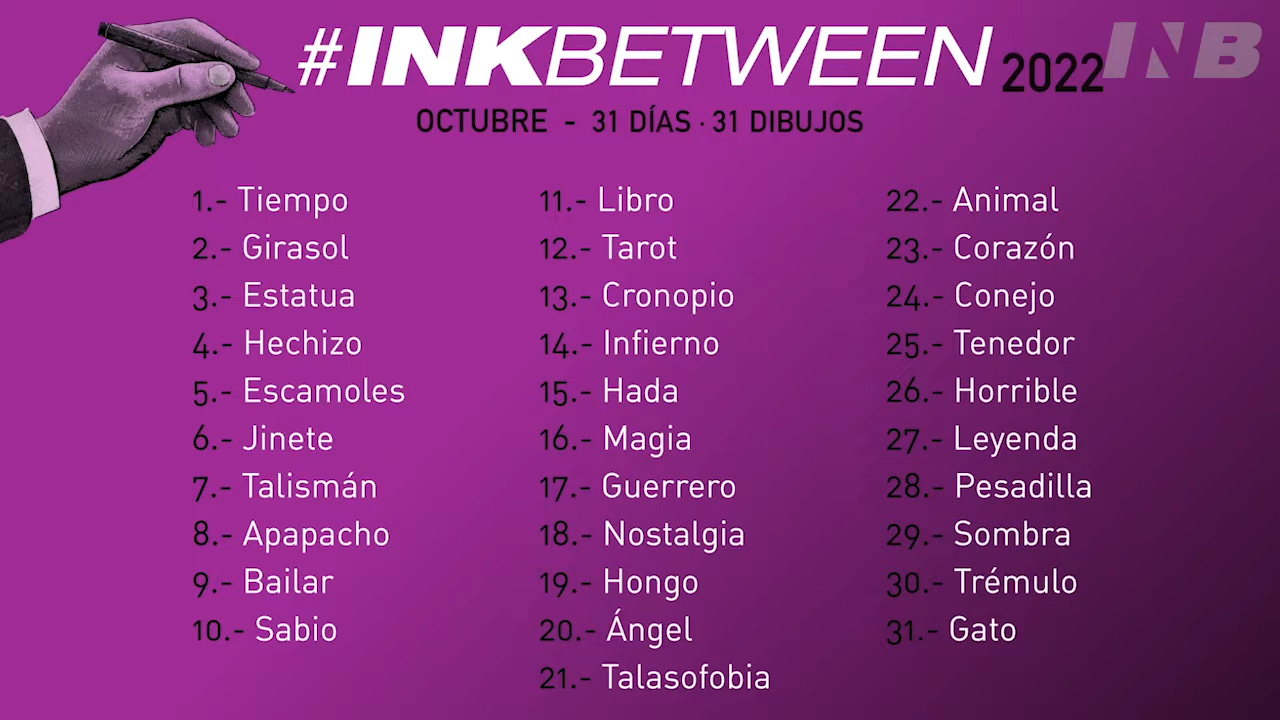 #INKBETWEEN 2022
INB
OCTUBRE - 31 DÍAS · 31 DIBUJOS
1.- Tiempo
2.- Girasol
3.- Estatua
4.- Hechizo
5.- Escamoles
6.- Jinete
7.- Talismán
8.- Apapacho
9.- Bailar
10.- Sabio
11.- Libro
12.- Tarot
13.- Cronopio
14.- Infierno
15.- Hada
16.- Magia
17.- Guerrero
18.- Nostalgia
19.- Hongo
20.- Ángel
21.- Talasofobia
22.- Animal
23.- Corazón
24.- Conejo
25.- Tenedor
26.- Horrible
27.- Leyenda
28.- Pesadilla
29.- Sombra
30.- Trémulo
31.- Gato